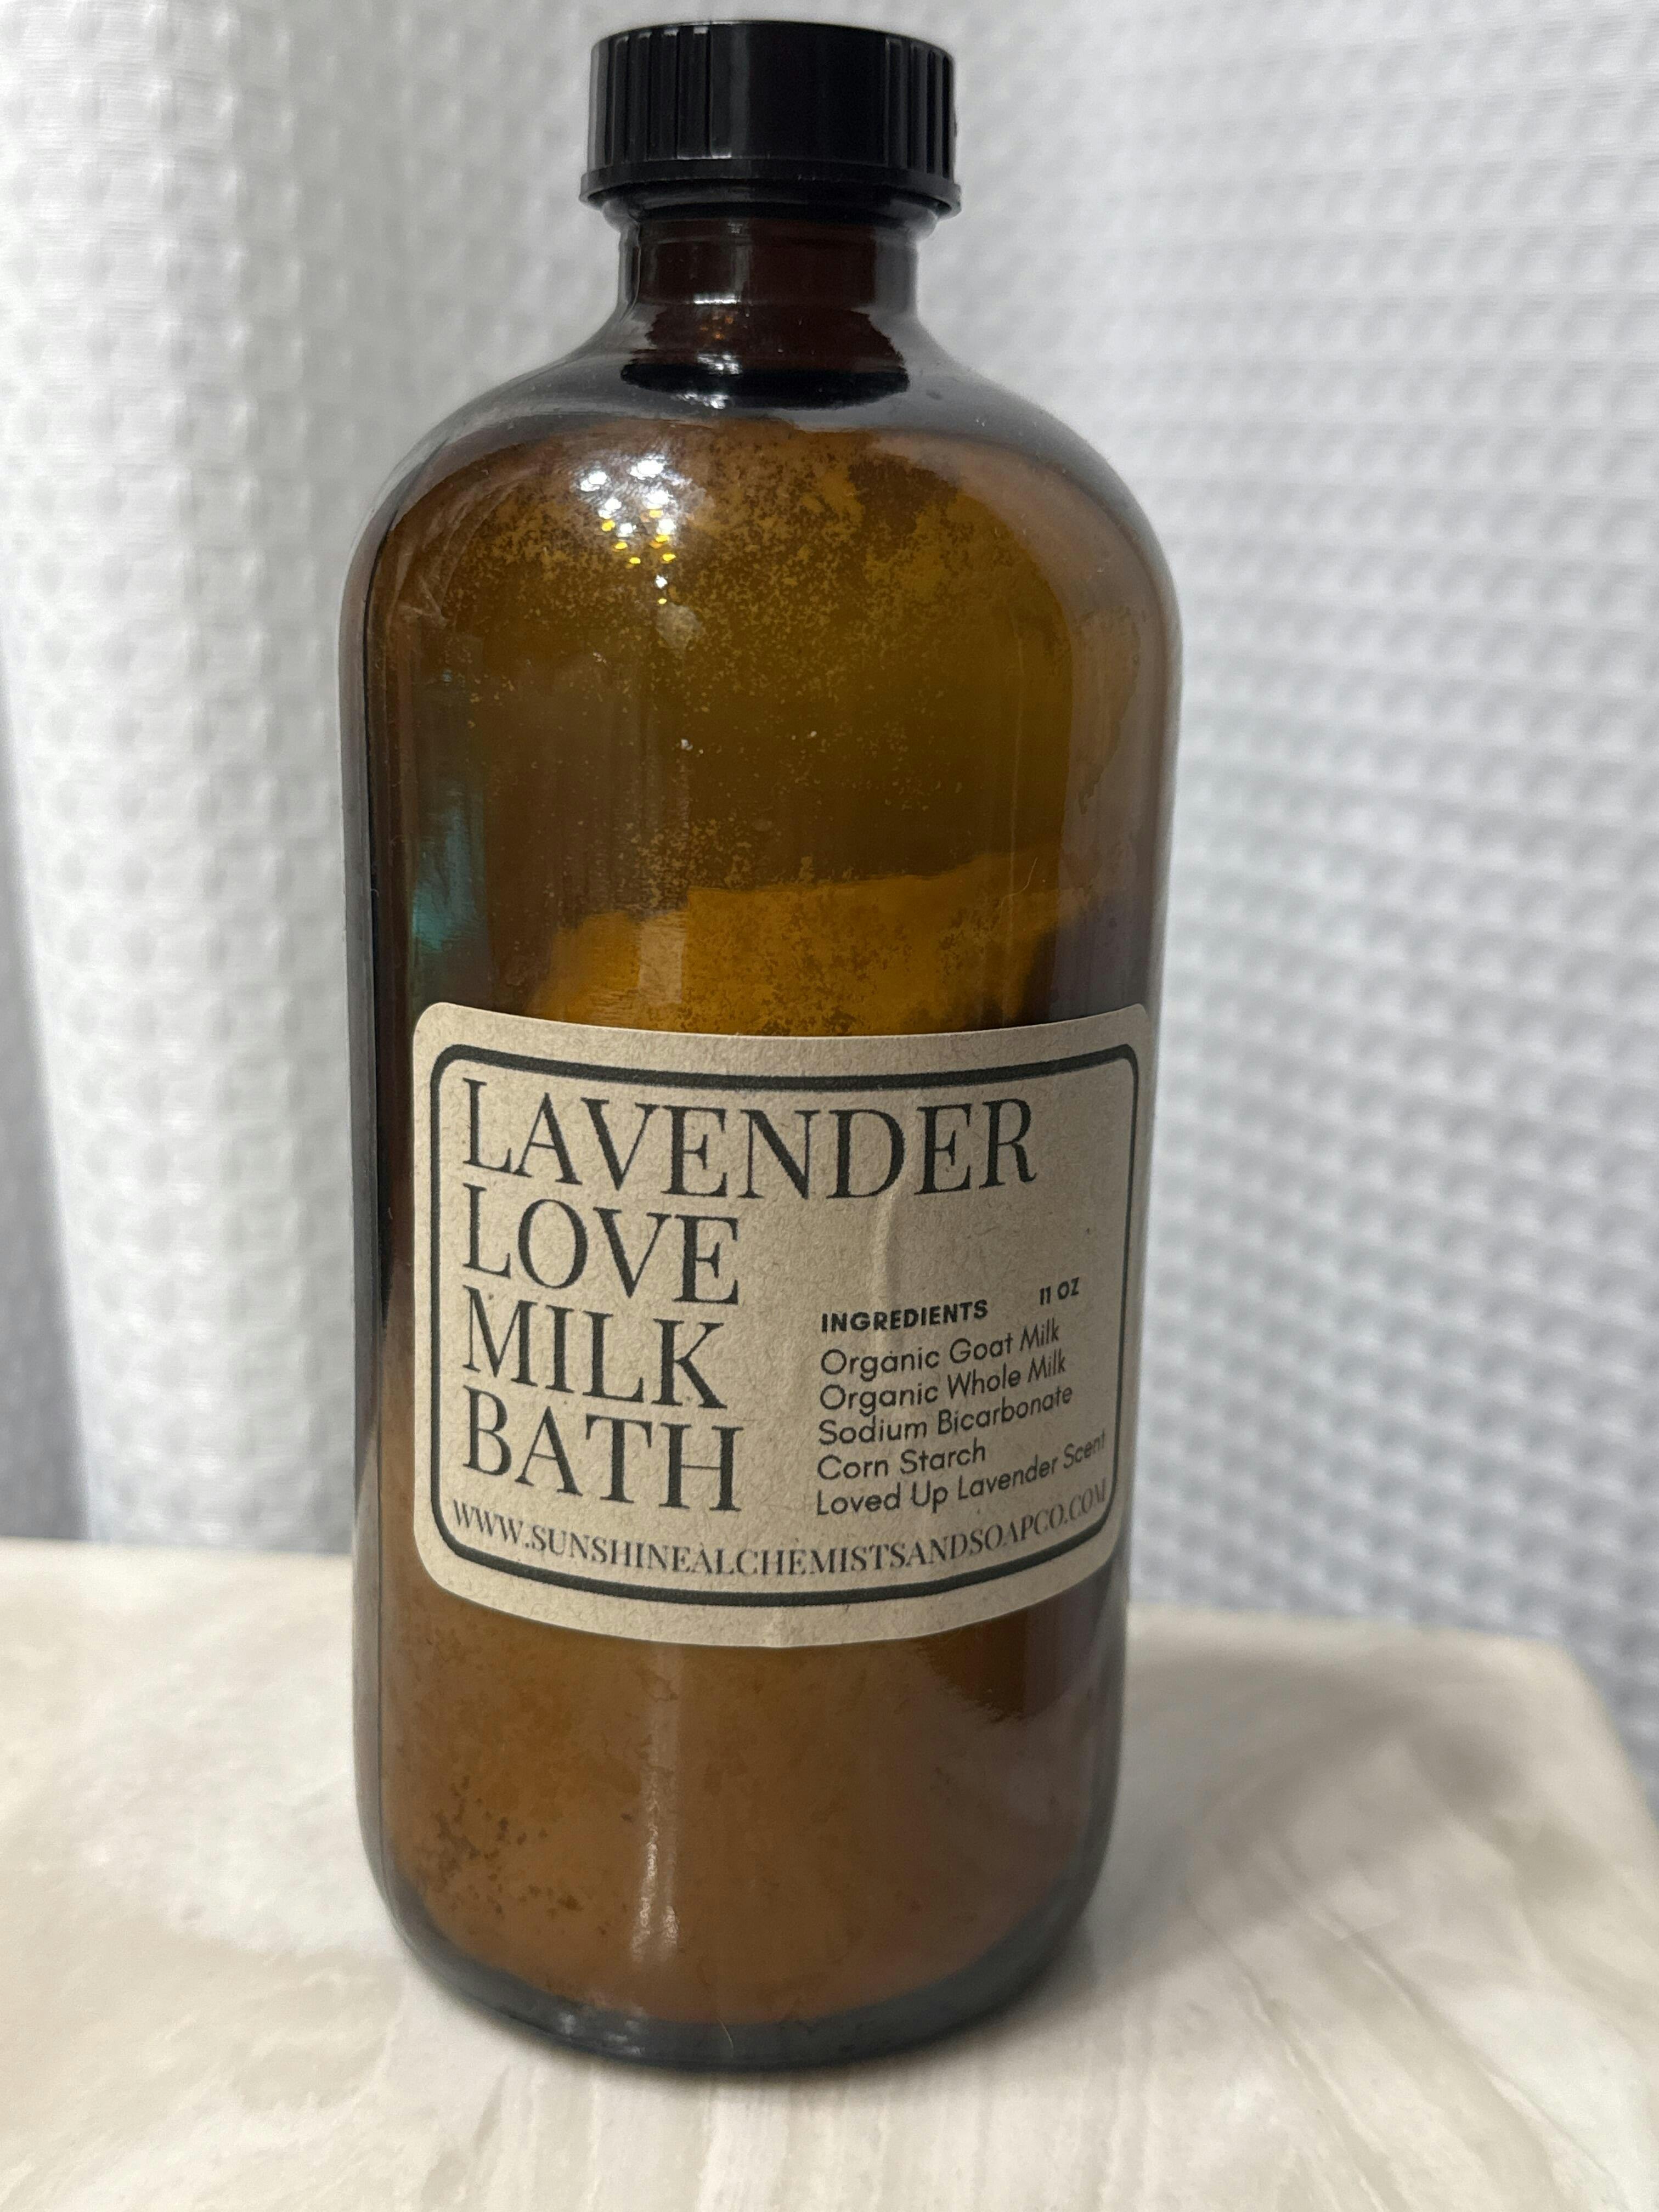 LAVENDER
LOVE
MILK
BATH
INGREDIENTS 11 OZ
Organic Goat Milk
Organic Whole Milk
Sodium Bicarbonate
Corn Starch
Loved Up Lavender Scent
WWW.SUNSHINEALCHEMISTSANDSOAPCO.COM